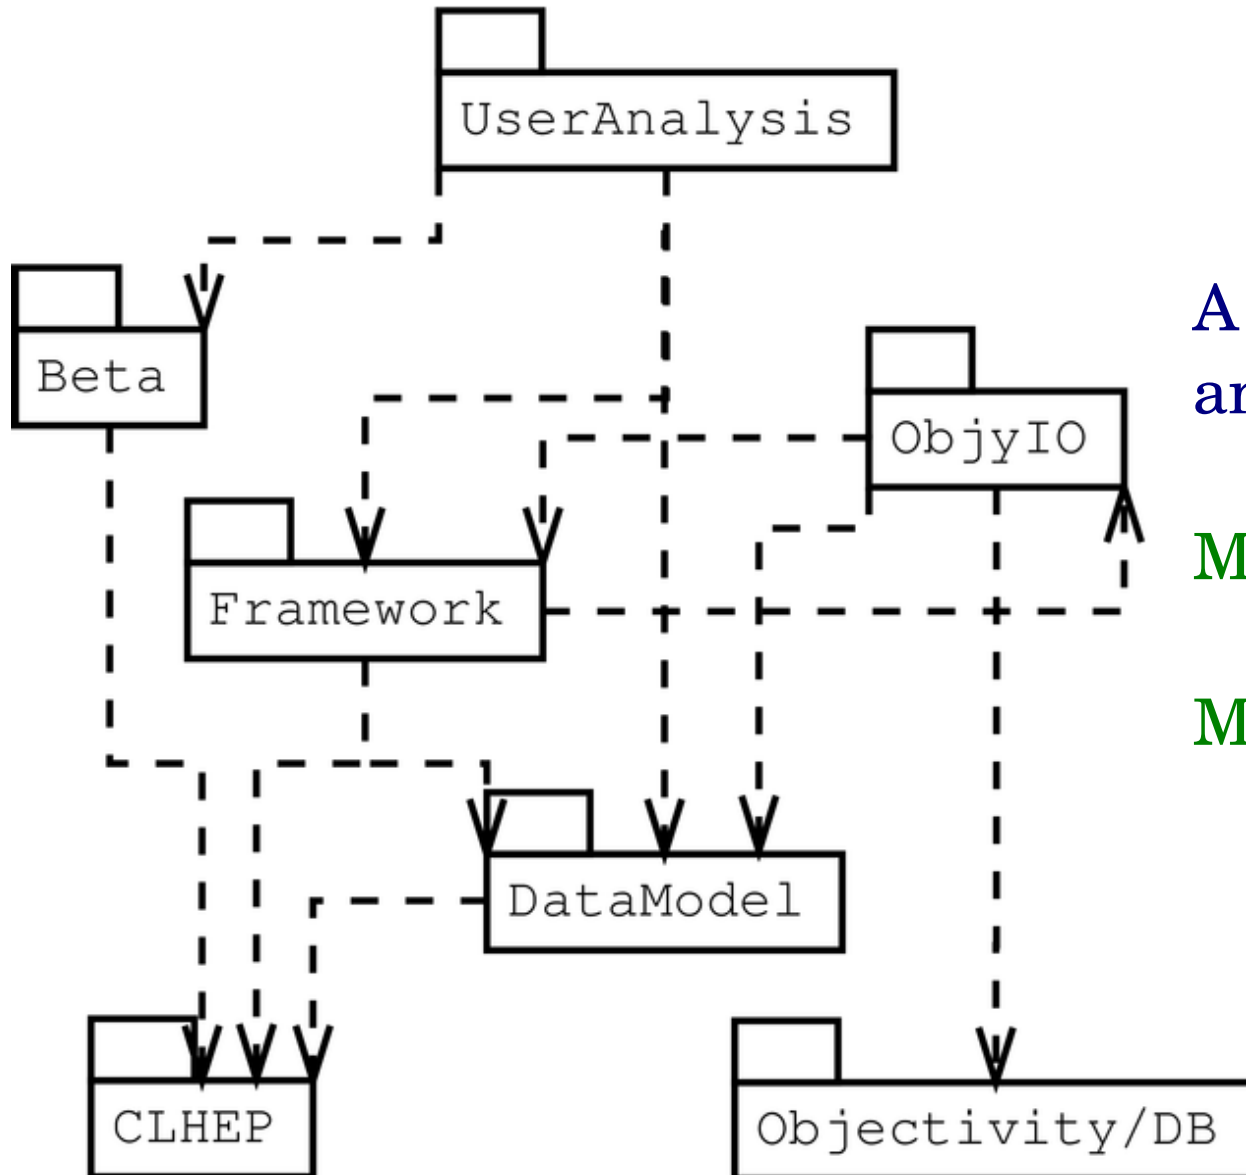 UserAnalysis
Beta
A
ObjyIO
Framework
M
M
DataModel
CLHEP
Objectivity/DB